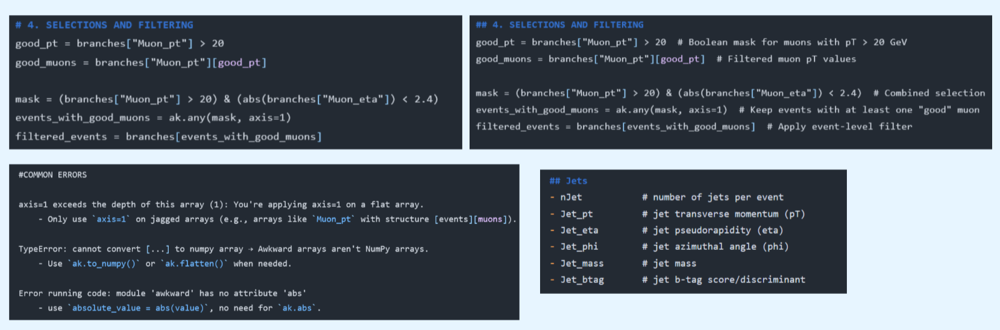 # 4. SELECTIONS AND FILTERING
good_pt = branches["Muon_pt"] > 20
good_muons = branches["Muon_pt"][good_pt]
mask = (branches["Muon_pt"] > 20) & (abs(branches["Muon_eta"]) < 2.4)
events_with_good_muons = ak.any(mask, axis=1)
filtered_events = branches[events_with_good_muons]
## 4. SELECTIONS AND FILTERING
good_pt = branches["Muon_pt"] > 20  # Boolean mask for muons with pT > 20 GeV
good_muons = branches["Muon_pt"][good_pt]  # Filtered muon pT values
mask = (branches["Muon_pt"] > 20) & (abs(branches["Muon_eta"]) < 2.4)  # Combined selection
events_with_good_muons = ak.any(mask, axis=1)  # Keep events with at least one "good" muon
filtered_events = branches[events_with_good_muons]  # Apply event-level filter
#COMMON ERRORS
axis=1 exceeds the depth of this array (1): You're applying axis=1 on a flat array.
- Only use `axis=1` on jagged arrays (e.g., arrays like `Muon_pt` with structure [events][muons]).
TypeError: cannot convert [...] to numpy array → Awkward arrays aren't NumPy arrays.
- Use `ak.to_numpy()` or `ak.flatten()` when needed.
Error running code: module 'awkward' has no attribute 'abs'
- use `absolute_value = abs(value)`, no need for `ak.abs`.
## Jets
- nJet # number of jets per event
- Jet_pt # jet transverse momentum (pT)
- Jet_eta # jet pseudorapidity (eta)
- Jet_phi # jet azimuthal angle (phi)
- Jet_mass # jet mass
- Jet_btag # jet b-tag score/discriminant